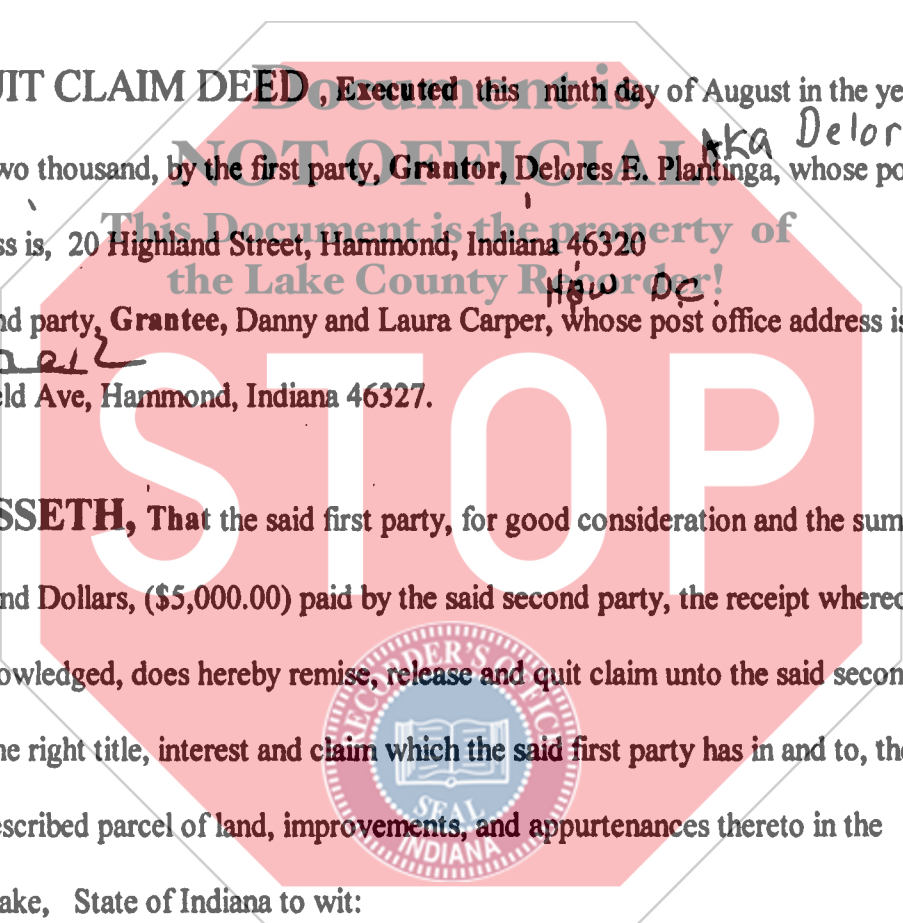 UIT CLAIM DEED , Executed this ninth day of August in the ye
AKA Delor
wo thousand, by the first party, Grantor, Delores E. Plantinga, whose po
ss is, 20 Highland Street, Hammond, Indiana 46320
H&W DC.
nd party, Grantee, Danny and Laura Carper, whose post office address is
eld Ave, Hammond, Indiana 46327.
SSETH, That the said first party, for good consideration and the sum
nd Dollars, ($5,000.00) paid by the said second party, the receipt whereo
owledged, does hereby remise, release and quit claim unto the said secon
he right title, interest and claim which the said first party has in and to, the
escribed parcel of land, improvements, and appurtenances thereto in the
ake, State of Indiana to wit:
Document is
NOT OFFICIAL!
This Document is the property of
the Lake County Recorder!
STOP
RECORDER'S OFFICE
SEAL
INDIANA